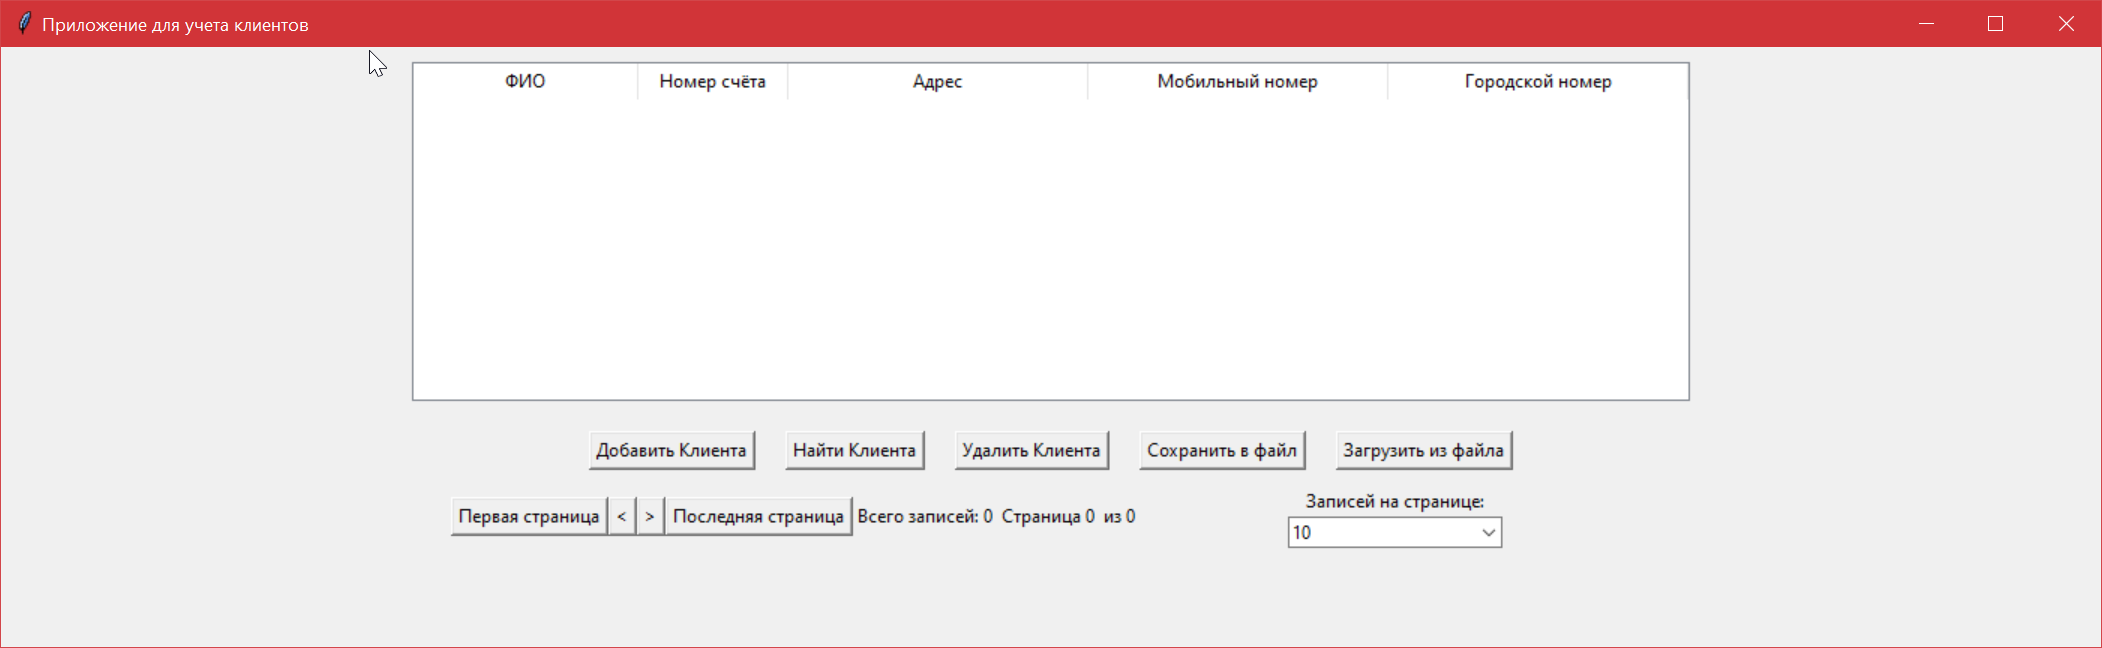 Приложение для учета клиентов
ФИО Номер счёта Адрес Мобильный номер Городской номер
Добавить Клиента Найти Клиента Удалить Клиента Сохранить в файл Загрузить из файла
Записей на странице:
Первая страница < > Последняя страница Всего записей: 0 Страница 0 из 0
10